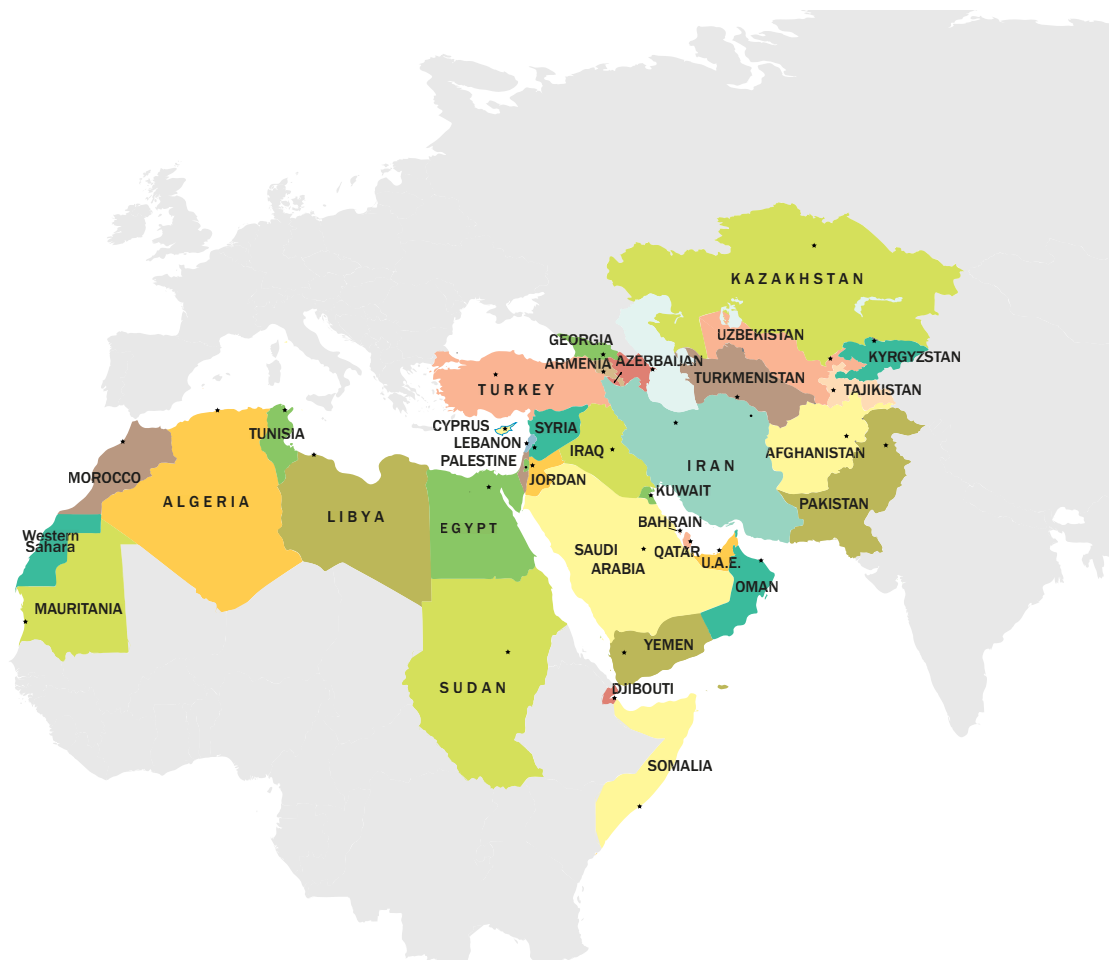 KAZAKHSTAN
UZBEKISTAN
GEORGIA
KYRGYZSTAN
ARMENIA
AZERBAIJAN
TURKMENISTAN
TURKEY
TAJIKISTAN
CYPRUS
SYRIA
TUNISIA
LEBANON
IRAQ
AFGHANISTAN
PALESTINE
IRAN
MOROCCO
JORDAN
KUWAIT
ALGERIA
PAKISTAN
LIBYA
BAHRAIN
EGYPT
Western
Sahara
SAUDI
ARABIA
QATAR
U.A.E.
OMAN
MAURITANIA
YEMEN
SUDAN
DJIBOUTI
SOMALIA